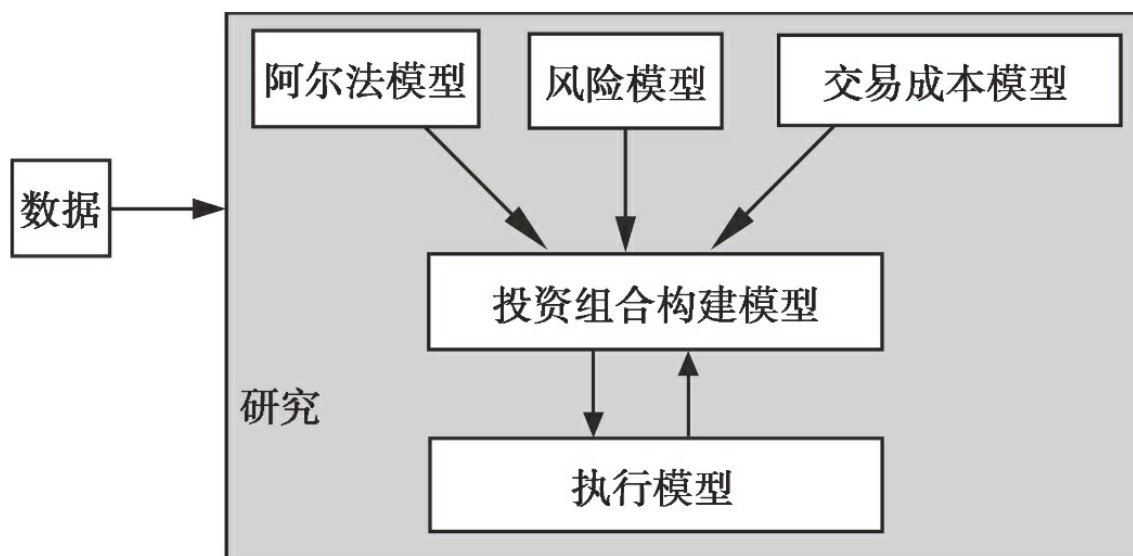 阿尔法模型
风险模型
交易成本模型
数据
投资组合构建模型
研究
执行模型